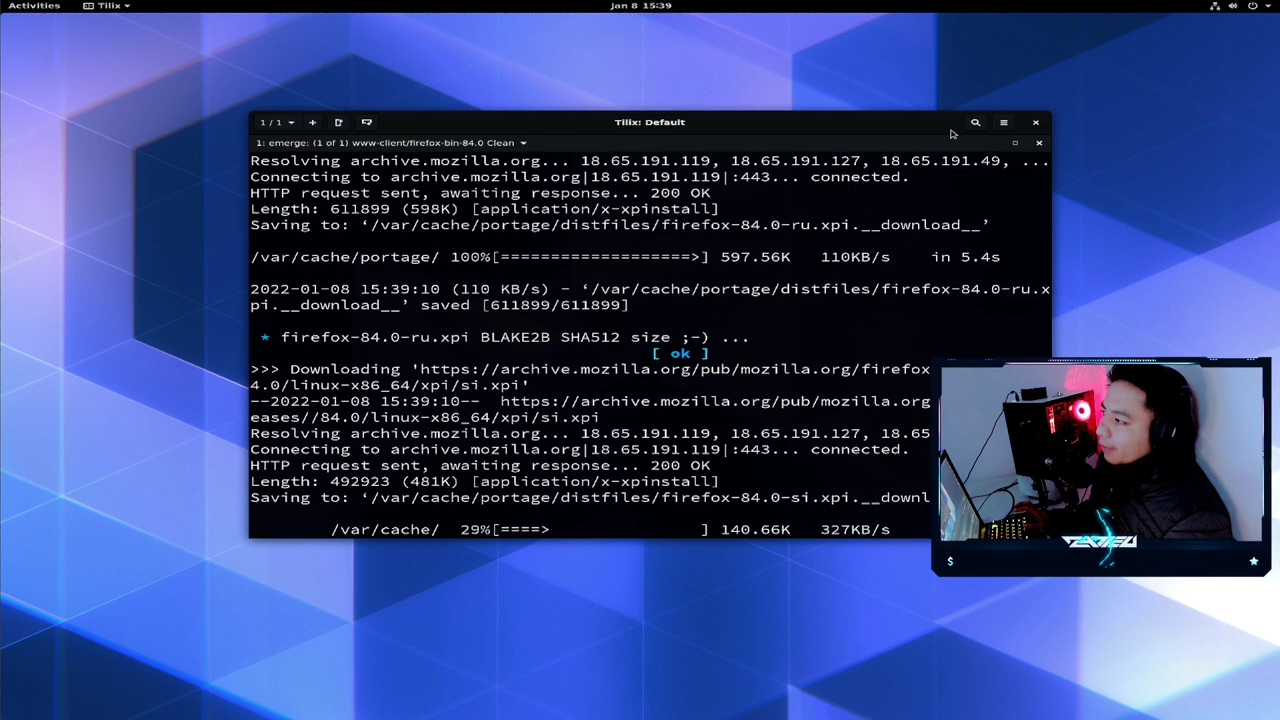 Activities Tilix Jan 8 15:39
1 / 1 Tilix: Default
1: emerge: (1 of 1) www-client/firefox-bin-84.0 Clean
Resolving archive.mozilla.org... 18.65.191.119, 18.65.191.127, 18.65.191.49, ...
Connecting to archive.mozilla.org|18.65.191.119|:443... connected.
HTTP request sent, awaiting response... 200 OK
Length: 611899 (598K) [application/x-xpinstall]
Saving to: ‘/var/cache/portage/distfiles/firefox-84.0-ru.xpi.__download__’
/var/cache/portage/ 100%[===================>] 597.56K 110KB/s in 5.4s
2022-01-08 15:39:10 (110 KB/s) - ‘/var/cache/portage/distfiles/firefox-84.0-ru.x
pi.__download__’ saved [611899/611899]
* firefox-84.0-ru.xpi BLAKE2B SHA512 size ;-) ...
[ ok ]
>>> Downloading 'https://archive.mozilla.org/pub/mozilla.org/firefox
4.0/linux-x86_64/xpi/si.xpi'
--2022-01-08 15:39:10-- https://archive.mozilla.org/pub/mozilla.org
eases//84.0/linux-x86_64/xpi/si.xpi
Resolving archive.mozilla.org... 18.65.191.119, 18.65.191.127, 18.65
Connecting to archive.mozilla.org|18.65.191.119|:443... connected.
HTTP request sent, awaiting response... 200 OK
Length: 492923 (481K) [application/x-xpinstall]
Saving to: ‘/var/cache/portage/distfiles/firefox-84.0-si.xpi.__downl
/var/cache/ 29%[====> ] 140.66K 327KB/s
$